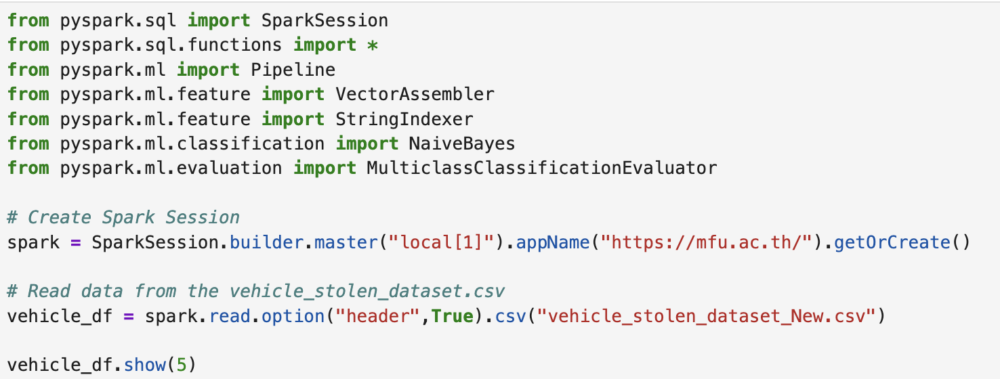 from pyspark.sql import SparkSession
from pyspark.sql.functions import *
from pyspark.ml import Pipeline
from pyspark.ml.feature import VectorAssembler
from pyspark.ml.feature import StringIndexer
from pyspark.ml.classification import NaiveBayes
from pyspark.ml.evaluation import MulticlassClassificationEvaluator
# Create Spark Session
spark = SparkSession.builder.master("local[1]").appName("https://mfu.ac.th/").getOrCreate()
# Read data from the vehicle_stolen_dataset.csv
vehicle_df = spark.read.option("header",True).csv("vehicle_stolen_dataset_New.csv")
vehicle_df.show(5)